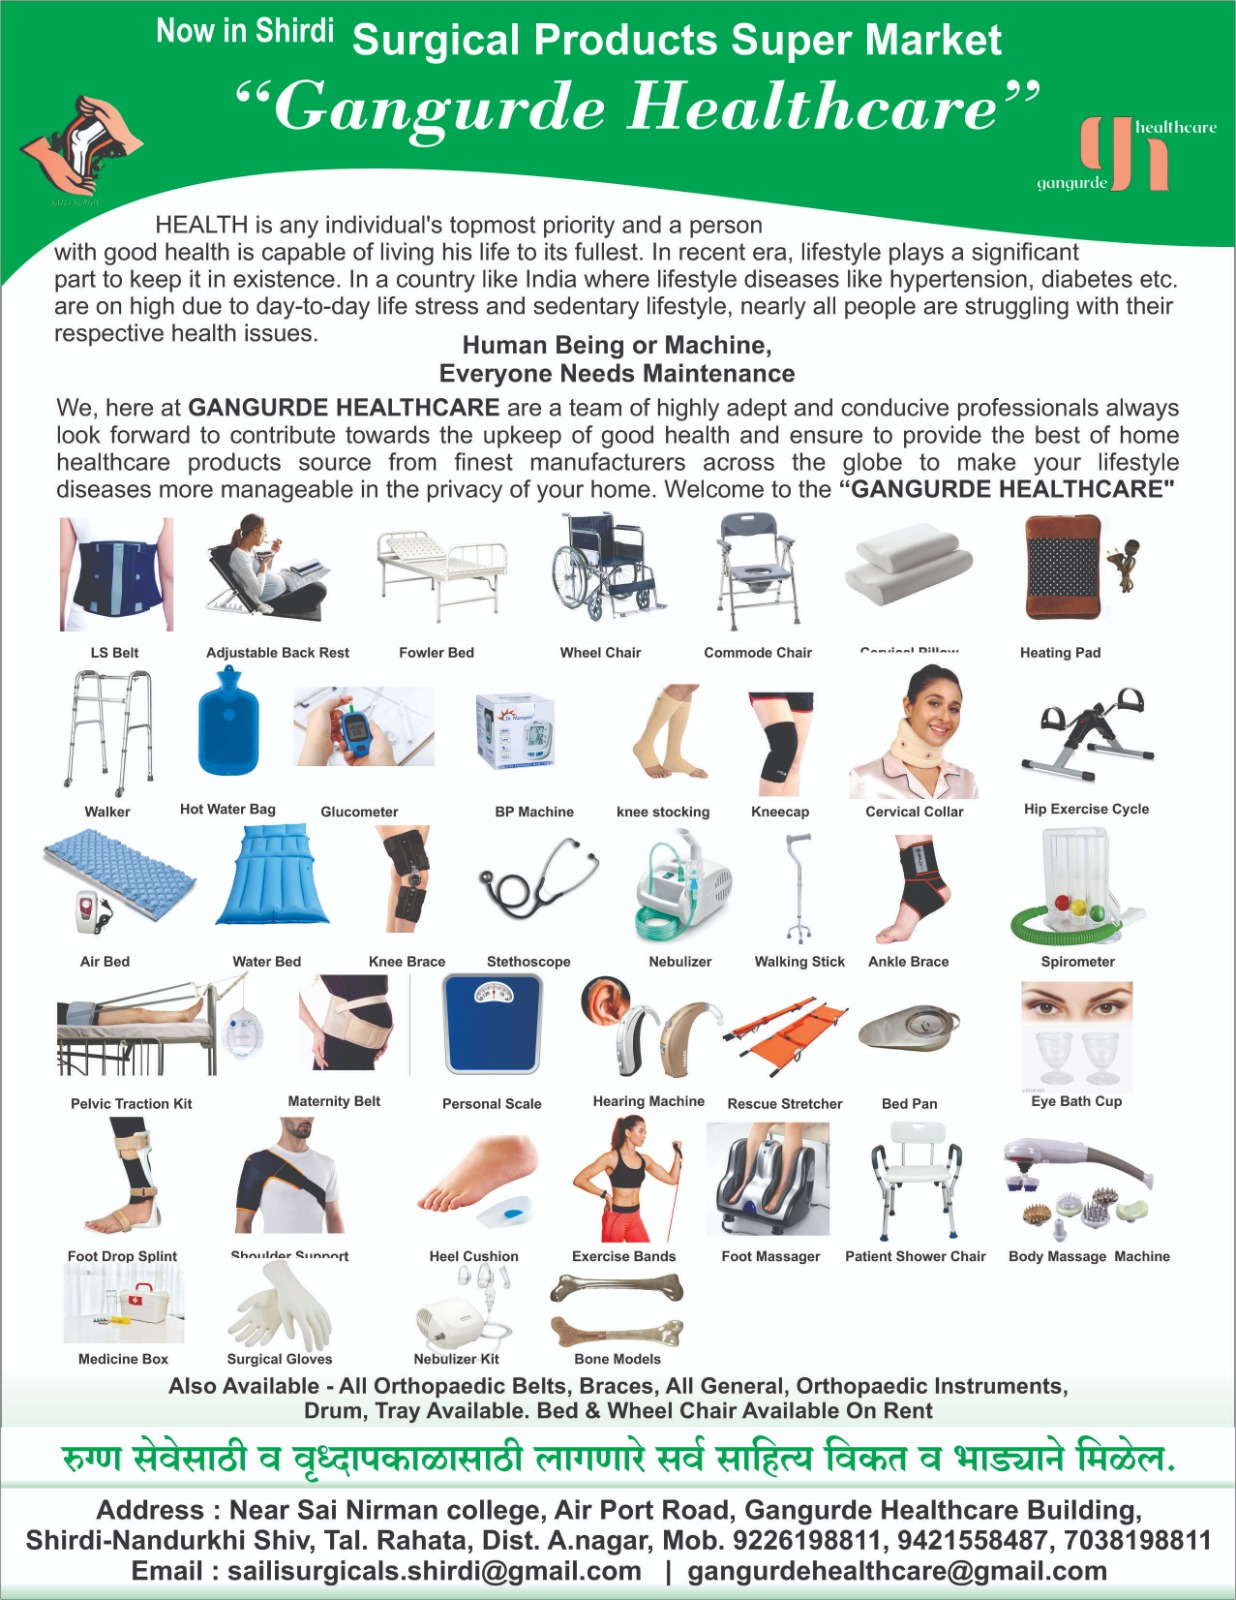 Now in Shirdi Surgical Products Super Market
“Gangurde Healthcare”
SAILI SURGIC
healthcare
gangurde
HEALTH is any individual's topmost priority and a person
with good health is capable of living his life to its fullest. In recent era, lifestyle plays a significant
part to keep it in existence. In a country like India where lifestyle diseases like hypertension, diabetes etc.
are on high due to day-to-day life stress and sedentary lifestyle, nearly all people are struggling with their
respective health issues.
Human Being or Machine,
Everyone Needs Maintenance
We, here at GANGURDE HEALTHCARE are a team of highly adept and conducive professionals always
look forward to contribute towards the upkeep of good health and ensure to provide the best of home
healthcare products source from finest manufacturers across the globe to make your lifestyle
diseases more manageable in the privacy of your home. Welcome to the “GANGURDE HEALTHCARE"
LS Belt Adjustable Back Rest Fowler Bed Wheel Chair Commode Chair Cervical Pillow Heating Pad
Dr. Morepen
Walker Hot Water Bag Glucometer BP Machine knee stocking Kneecap Cervical Collar Hip Exercise Cycle
Air Bed Water Bed Knee Brace Stethoscope Nebulizer Walking Stick Ankle Brace Spirometer
Pelvic Traction Kit Maternity Belt Personal Scale Hearing Machine Rescue Stretcher Bed Pan Eye Bath Cup
Foot Drop Splint Shoulder Support Heel Cushion Exercise Bands Foot Massager Patient Shower Chair Body Massage Machine
Medicine Box Surgical Gloves Nebulizer Kit Bone Models
Also Available - All Orthopaedic Belts, Braces, All General, Orthopaedic Instruments,
Drum, Tray Available. Bed & Wheel Chair Available On Rent
रुग्ण सेवेसाठी व वृध्दापकाळासाठी लागणारे सर्व साहित्य विकत व भाड्याने मिळेल.
Address : Near Sai Nirman college, Air Port Road, Gangurde Healthcare Building,
Shirdi-Nandurkhi Shiv, Tal. Rahata, Dist. A.nagar, Mob. 9226198811, 9421558487, 7038198811
Email : sailisurgicals.shirdi@gmail.com | gangurdehealthcare@gmail.com